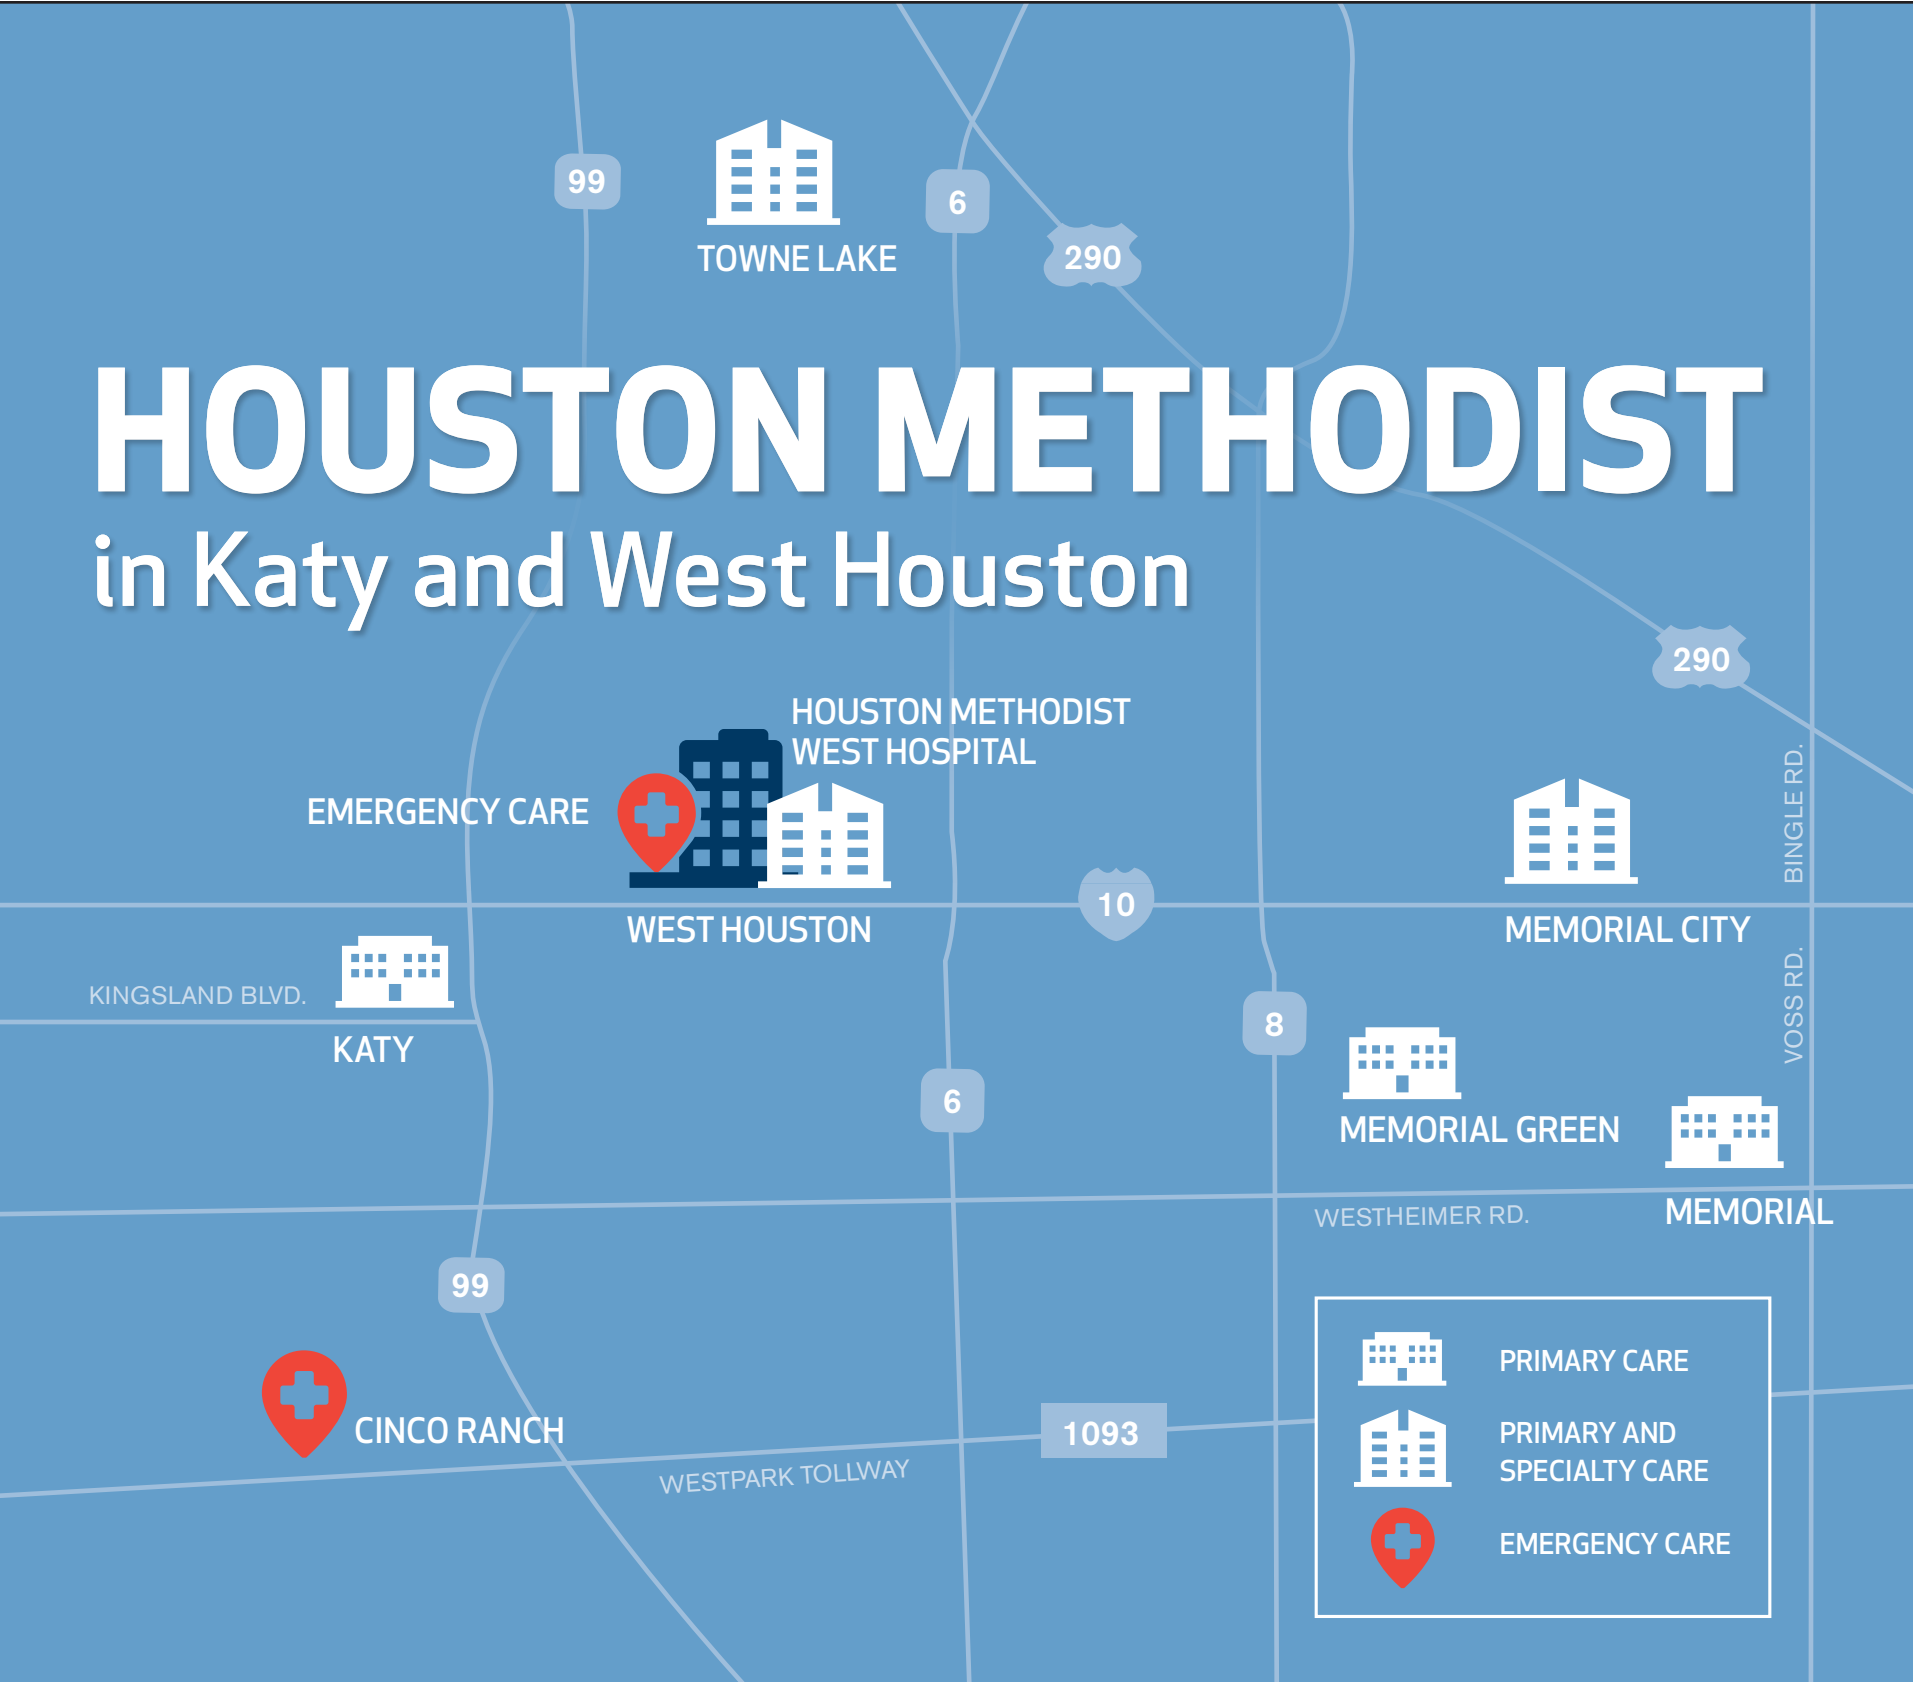 99
TOWNE LAKE
6
290
HOUSTON METHODIST
in Katy and West Houston
290
HOUSTON METHODIST
WEST HOSPITAL
EMERGENCY CARE
BINGLE RD.
10
WEST HOUSTON
MEMORIAL CITY
KINGSLAND BLVD.
KATY
VOSS RD.
8
6
MEMORIAL GREEN
MEMORIAL
WESTHEIMER RD.
99
CINCO RANCH
1093
WESTPARK TOLLWAY
PRIMARY CARE
PRIMARY AND
SPECIALTY CARE
EMERGENCY CARE